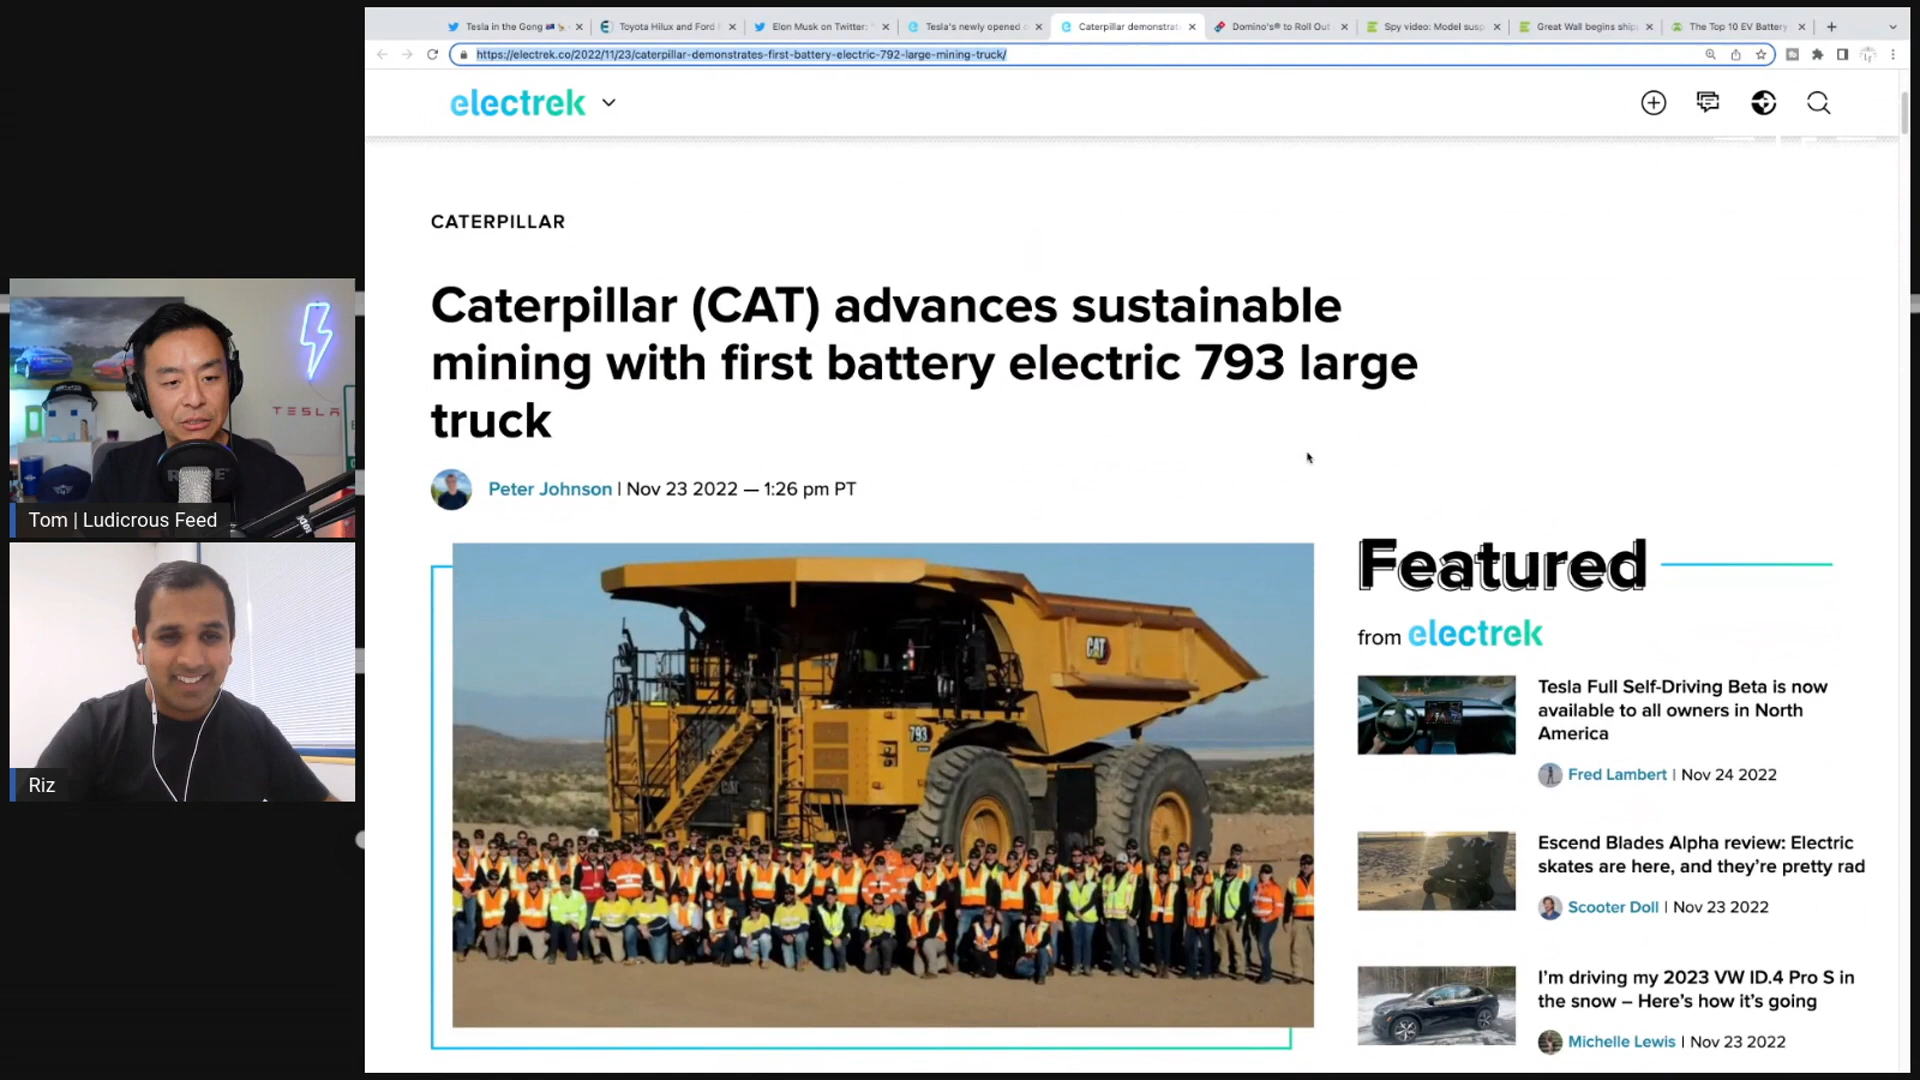 Tesla in the Gong
Toyota Hilux and Ford
Elon Musk on Twitter: "
Tesla's newly opened
Caterpillar demonstrat
Domino's® to Roll Out
Spy video: Model sus
Great Wall begins ship
The Top 10 EV Battery
https://electrek.co/2022/11/23/caterpillar-demonstrates-first-battery-electric-792-large-mining-truck/
electrek
CATERPILLAR
Caterpillar (CAT) advances sustainable
mining with first battery electric 793 large
truck
Peter Johnson | Nov 23 2022 — 1:26 pm PT
CAT
793
Featured
from electrek
Tesla Full Self-Driving Beta is now
available to all owners in North
America
Fred Lambert | Nov 24 2022
Escend Blades Alpha review: Electric
skates are here, and they're pretty rad
Scooter Doll | Nov 23 2022
I'm driving my 2023 VW ID.4 Pro S in
the snow – Here's how it's going
Michelle Lewis | Nov 23 2022
TESLA
RODE
Tom | Ludicrous Feed
Riz